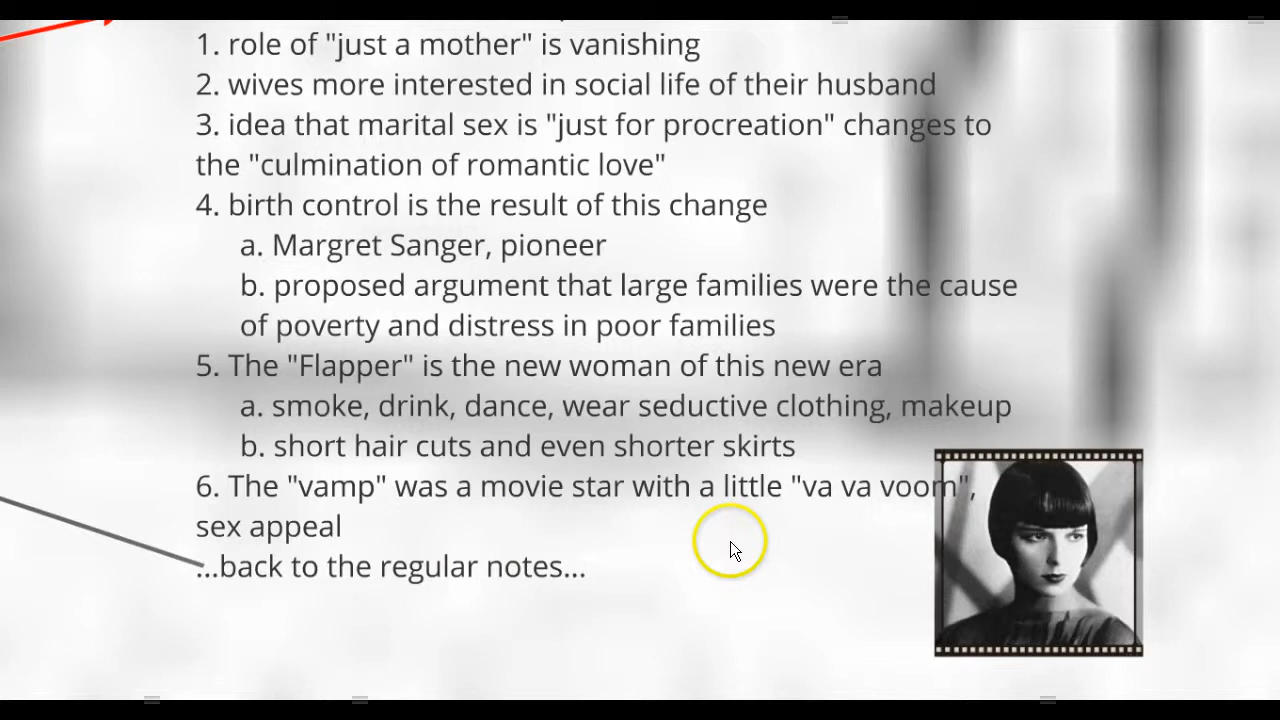 1. role of "just a mother" is vanishing
2. wives more interested in social life of their husband
3. idea that marital sex is "just for procreation" changes to
the "culmination of romantic love"
4. birth control is the result of this change
a. Margret Sanger, pioneer
b. proposed argument that large families were the cause
of poverty and distress in poor families
5. The "Flapper" is the new woman of this new era
a. smoke, drink, dance, wear seductive clothing, makeup
b. short hair cuts and even shorter skirts
6. The "vamp" was a movie star with a little "va va voom",
sex appeal
...back to the regular notes...